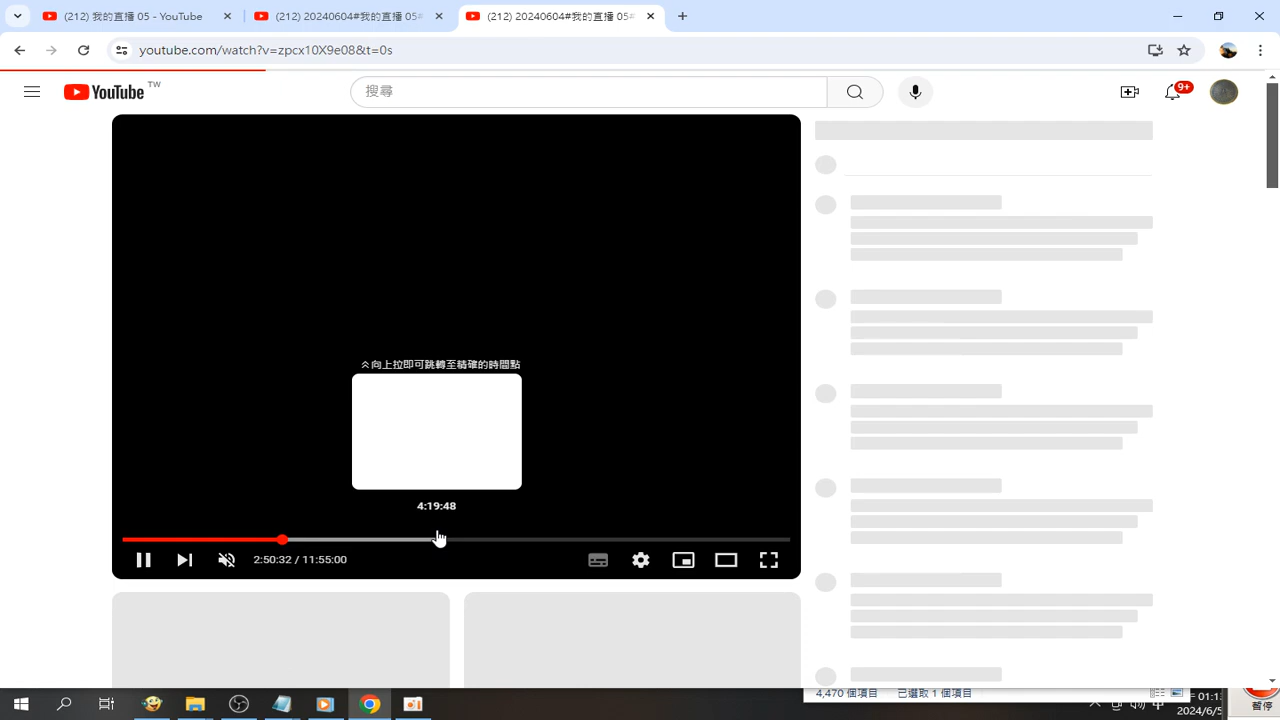 (212) 我的直播 05 - YouTube
(212) 20240604#我的直播 05#
(212) 20240604#我的直播 05#
youtube.com/watch?v=zpcx10X9e08&t=0s
YouTube TW
搜尋
9+
向上拉即可跳轉至精確的時間點
4:19:48
2:50:32 / 11:55:00
4,470 個項目
已選取 1 個項目
中
2024/6/5
暫停